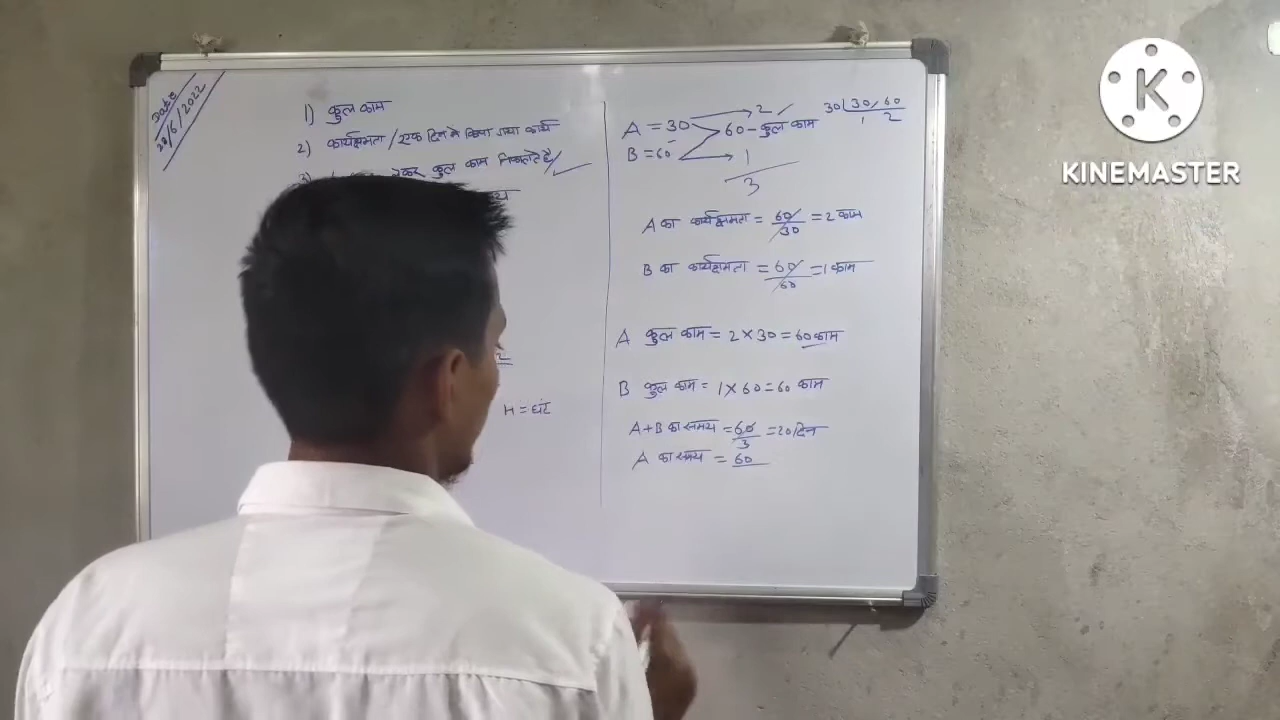 Date
28/6/2022
1) कुल काम
2) कार्यक्षमता / एक दिन में किया गया कार्य
3) कुल काम निकालते है
H = घंटे
A = 30
B = 60
2
60 - कुल काम
1
3
30 30, 60
1 2
A का कार्यक्षमता = 60/30 = 2 काम
B का कार्यक्षमता = 60/60 = 1 काम
A कुल काम = 2 × 30 = 60 काम
B कुल काम = 1 × 60 = 60 काम
A+B का समय = 60/3 = 20 दिन
A का समय = 60
K
KINEMASTER